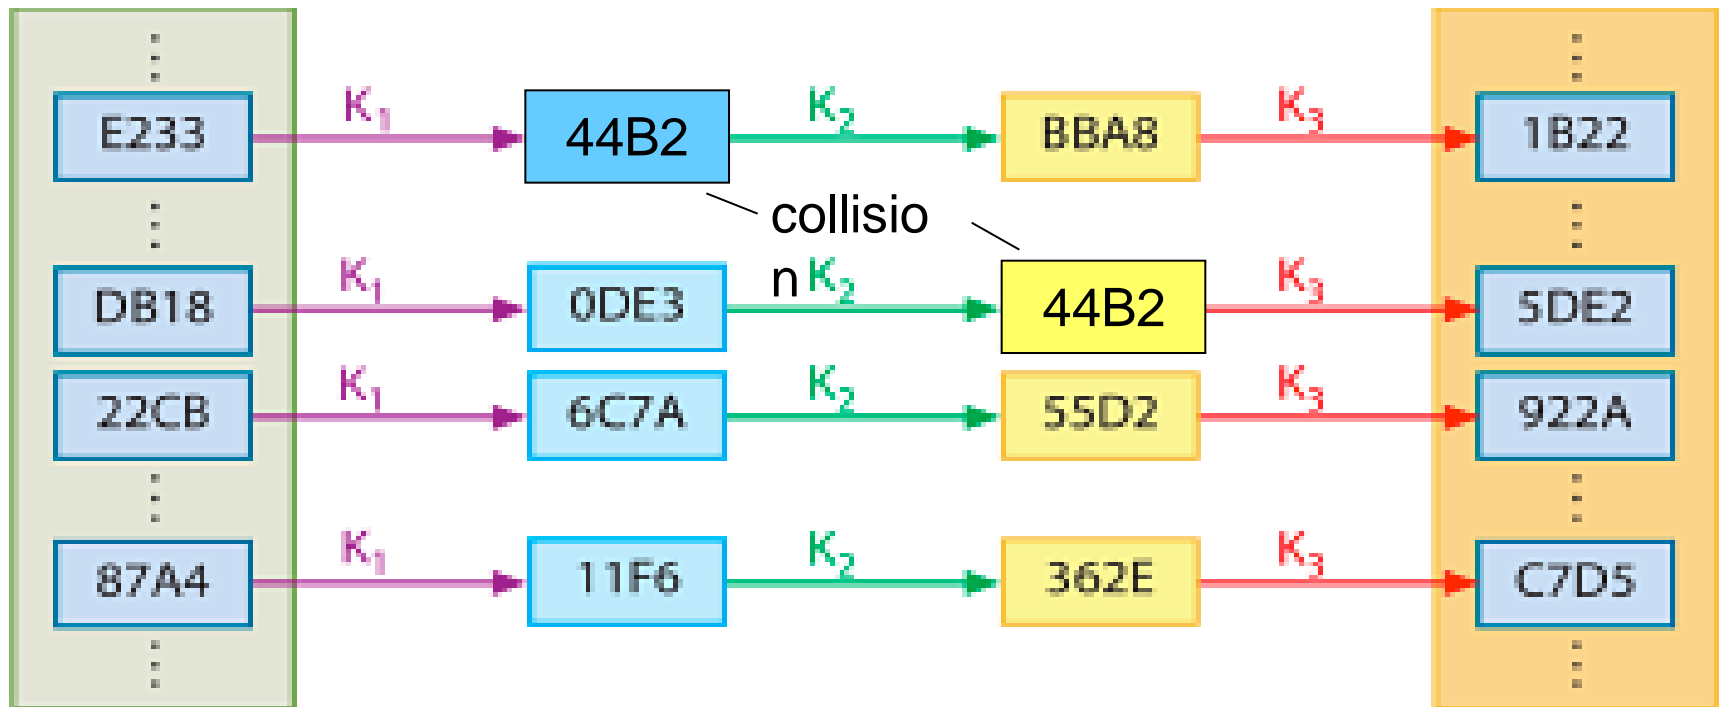 K1 K2 K3
E233 44B2 BBA8 1B22
collisio
n
K1 K2 K3
DB18 0DE3 44B2 5DE2
K1 K2 K3
22CB 6C7A 55D2 922A
K1 K2 K3
87A4 11F6 362E C7D5